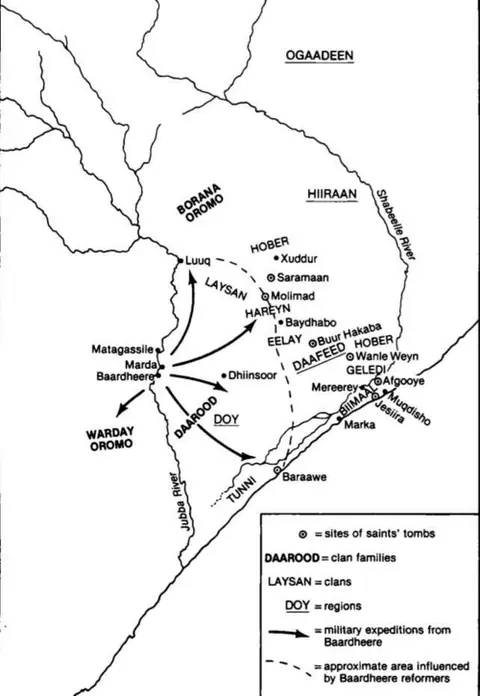 OGAADEEN
HIIRAAN
Shabeelle River
BORANA
OROMO
HOBER
Xuddur
Luuq
Saramaan
LAYSAN
Molimad
HAREYN
Baydhabo
EELAY
Buur Hakaba
DAAFEED
HOBER
Wanle Weyn
GELEDI
Matagassile
Marda
Baardheere
Dhiinsoor
Mereerey
Afgooye
BIIMAAL
Muqdisho
Jesiira
Marka
DAAROOD
DOY
WARDAY
OROMO
Jubba River
TUNNI
Baraawe
= sites of saints' tombs
DAAROOD = clan families
LAYSAN = clans
DOY = regions
= military expeditions from
Baardheere
= approximate area influenced
by Baardheere reformers